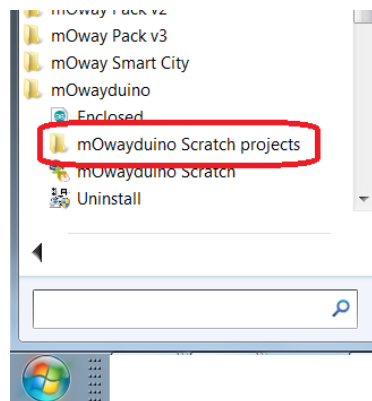 mOway Pack v2
mOway Pack v3
mOway Smart City
mOwayduino
Enclosed
mOwayduino Scratch projects
mOwayduino Scratch
Uninstall